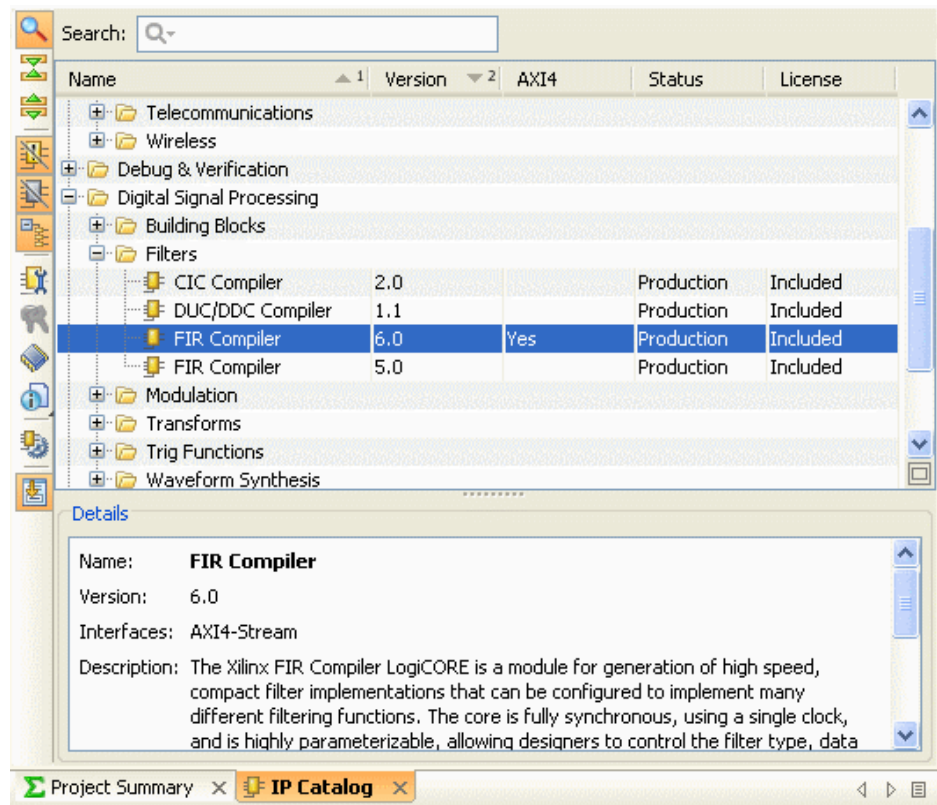 Search:
Name 1 Version 2 AXI4 Status License
Telecommunications
Wireless
Debug & Verification
Digital Signal Processing
Building Blocks
Filters
CIC Compiler 2.0 Production Included
DUC/DDC Compiler 1.1 Production Included
FIR Compiler 6.0 Yes Production Included
FIR Compiler 5.0 Production Included
Modulation
Transforms
Trig Functions
Waveform Synthesis
Details
Name: FIR Compiler
Version: 6.0
Interfaces: AXI4-Stream
Description: The Xilinx FIR Compiler LogiCORE is a module for generation of high speed,
compact filter implementations that can be configured to implement many
different filtering functions. The core is fully synchronous, using a single clock,
and is highly parameterizable, allowing designers to control the filter type, data
Project Summary IP Catalog